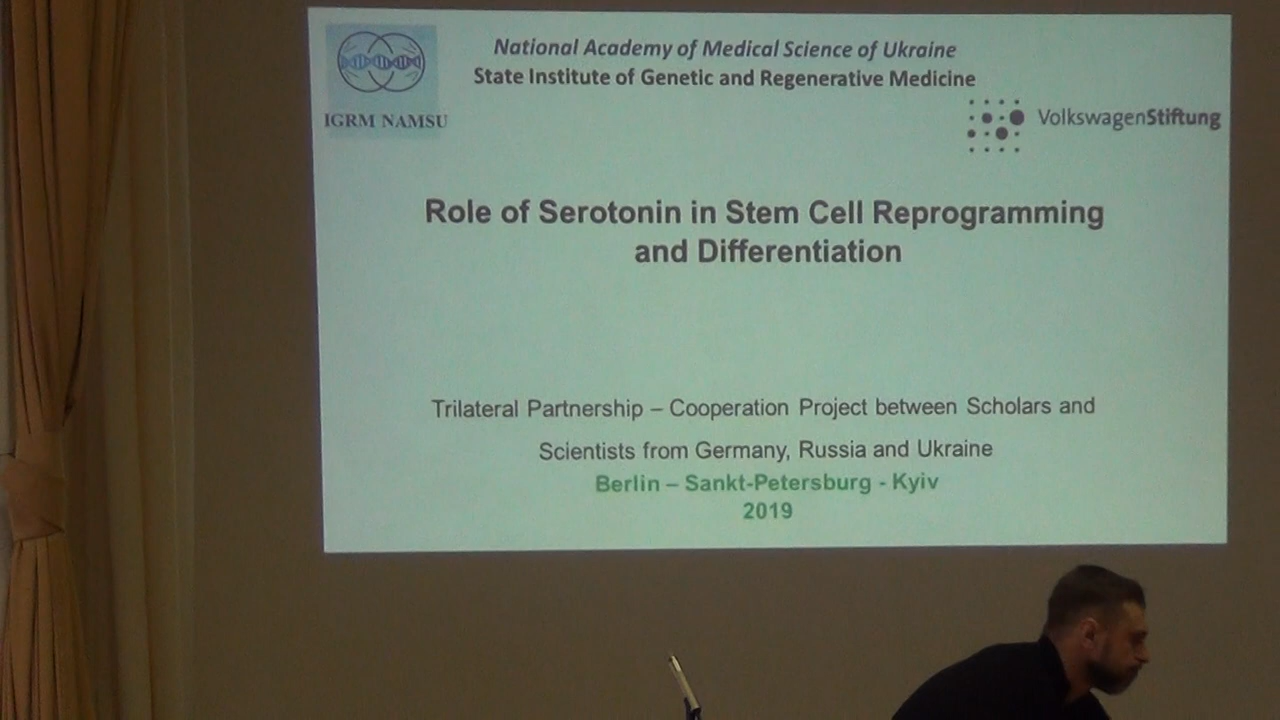 National Academy of Medical Science of Ukraine
State Institute of Genetic and Regenerative Medicine
IGRM NAMSU
VolkswagenStiftung
Role of Serotonin in Stem Cell Reprogramming
and Differentiation
Trilateral Partnership – Cooperation Project between Scholars and
Scientists from Germany, Russia and Ukraine
Berlin – Sankt-Petersburg - Kyiv
2019